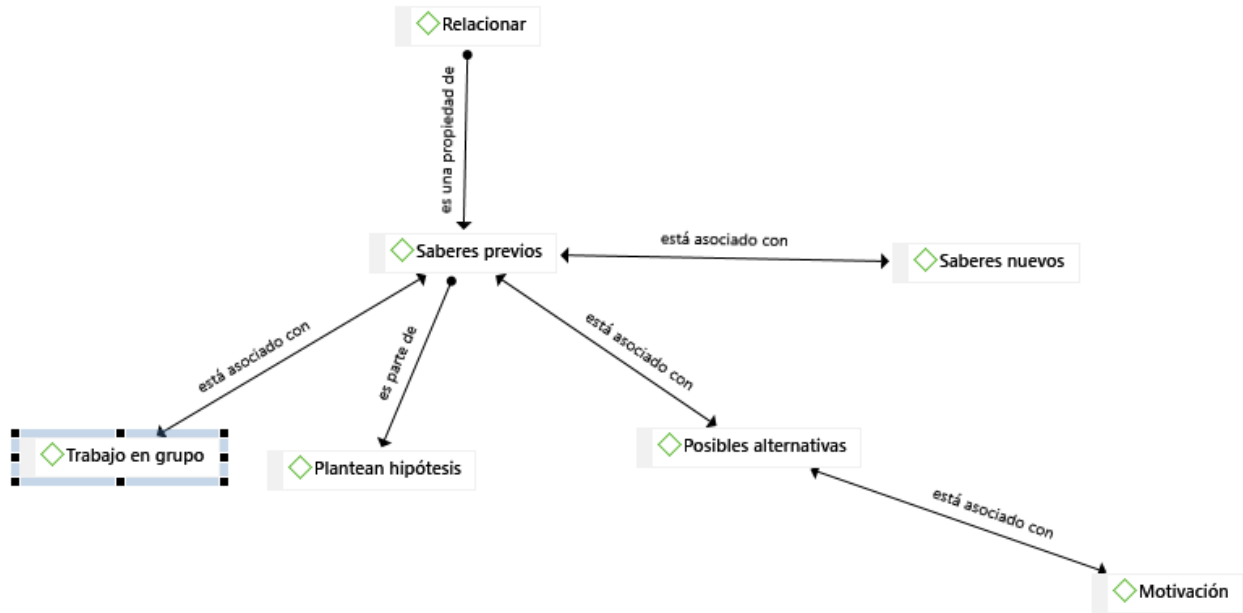 Relacionar
es una propiedad de
Saberes previos
está asociado con
Saberes nuevos
está asociado con
es parte de
está asociado con
Trabajo en grupo
Plantean hipótesis
Posibles alternativas
está asociado con
Motivación